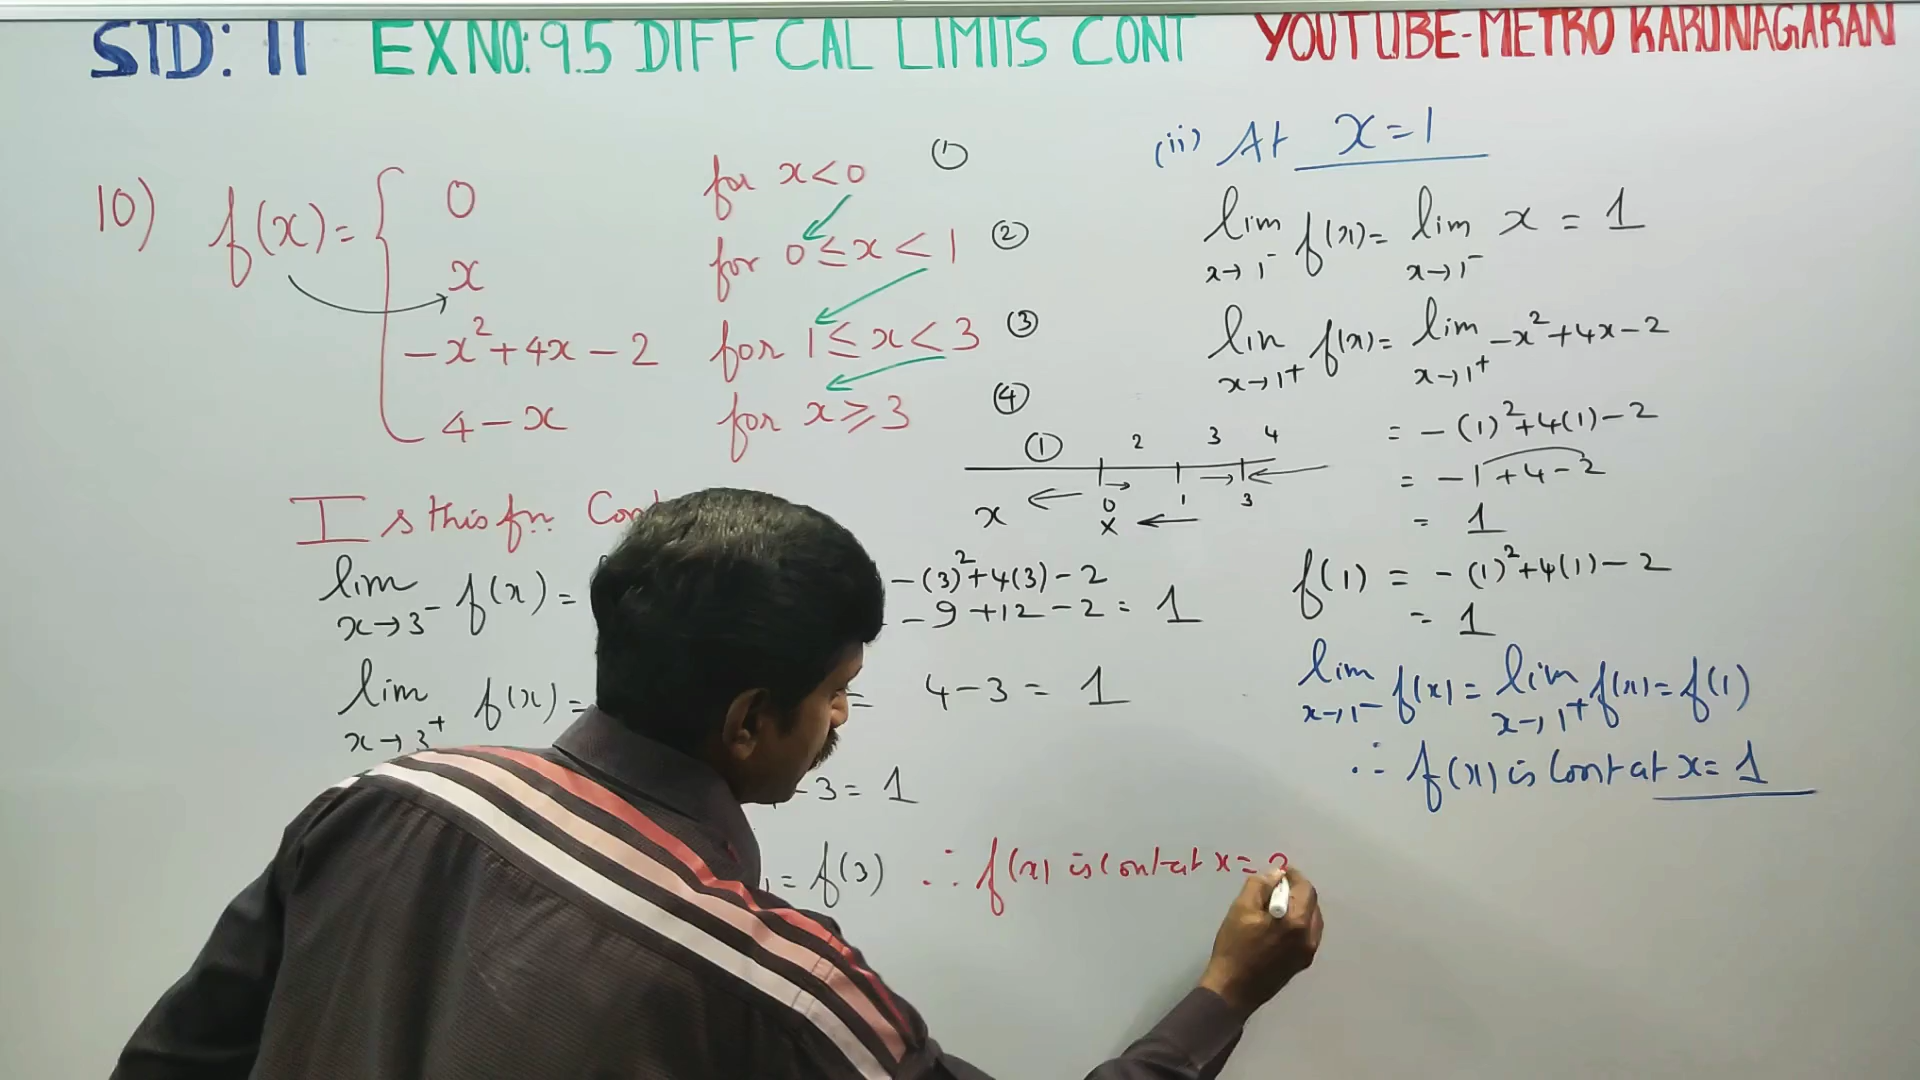 STD: 11 EX NO: 9.5 DIFF CAL LIMITS CONT YOUTUBE-METRO KARUNAGARAN
10) f(x) = { 0 for x<0 ①
x for 0≤x<1 ②
-x²+4x-2 for 1≤x<3 ③
4-x for x≥3 ④
① 2 3 4
0 1 3
x x
Is this fn.
lim x→3⁻ f(x) = -(3)²+4(3)-2
-9+12-2 = 1
lim x→3⁺ f(x) = = 4-3 = 1
-3 = 1
= f(3) ∴ f(x) is cont at x=3
(ii) At x=1
lim x→1⁻ f(x) = lim x→1⁻ x = 1
lim x→1⁺ f(x) = lim x→1⁺ -x²+4x-2
= -(1)²+4(1)-2
= -1+4-2
= 1
f(1) = -(1)²+4(1)-2
= 1
lim x→1⁻ f(x) = lim x→1⁺ f(x) = f(1)
∴ f(x) is cont at x=1